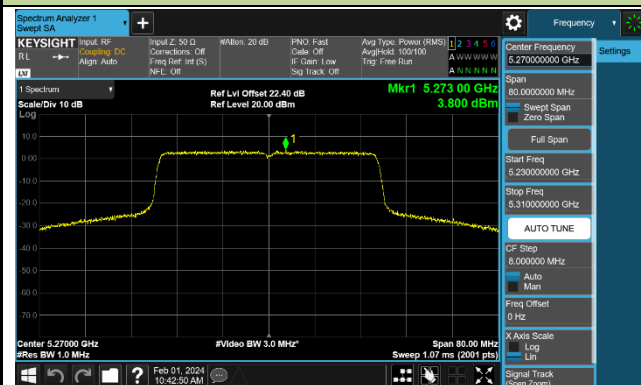 Spectrum Analyzer 1
Swept SA
+
Frequency
KEYSIGHT
RL
LXI
Input: RF
Coupling: DC
Align: Auto
Input Z: 50 Ω
Corrections: Off
Freq Ref: Int (S)
NFE: Off
#Atten: 20 dB
PNO: Fast
Gate: Off
IF Gain: Low
Sig Track: Off
Avg Type: Power (RMS)
Avg|Hold: 100/100
Trig: Free Run
1 2 3 4 5 6
A W W W W W
A N N N N N
1 Spectrum
Scale/Div 10 dB
Log
Ref Lvl Offset 22.40 dB
Ref Level 20.00 dBm
Mkr1 5.273 00 GHz
3.800 dBm
1
10.0
0.00
-10.0
-20.0
-30.0
-40.0
-50.0
-60.0
-70.0
Center 5.27000 GHz
#Res BW 1.0 MHz
#Video BW 3.0 MHz*
Span 80.00 MHz
Sweep 1.07 ms (2001 pts)
Center Frequency
5.270000000 GHz
Settings
Span
80.0000000 MHz
Swept Span
Zero Span
Full Span
Start Freq
5.230000000 GHz
Stop Freq
5.310000000 GHz
AUTO TUNE
CF Step
8.000000 MHz
Auto
Man
Freq Offset
0 Hz
X Axis Scale
Log
Lin
Signal Track
(Span Zoom)
?
Feb 01, 2024
10:42:50 AM